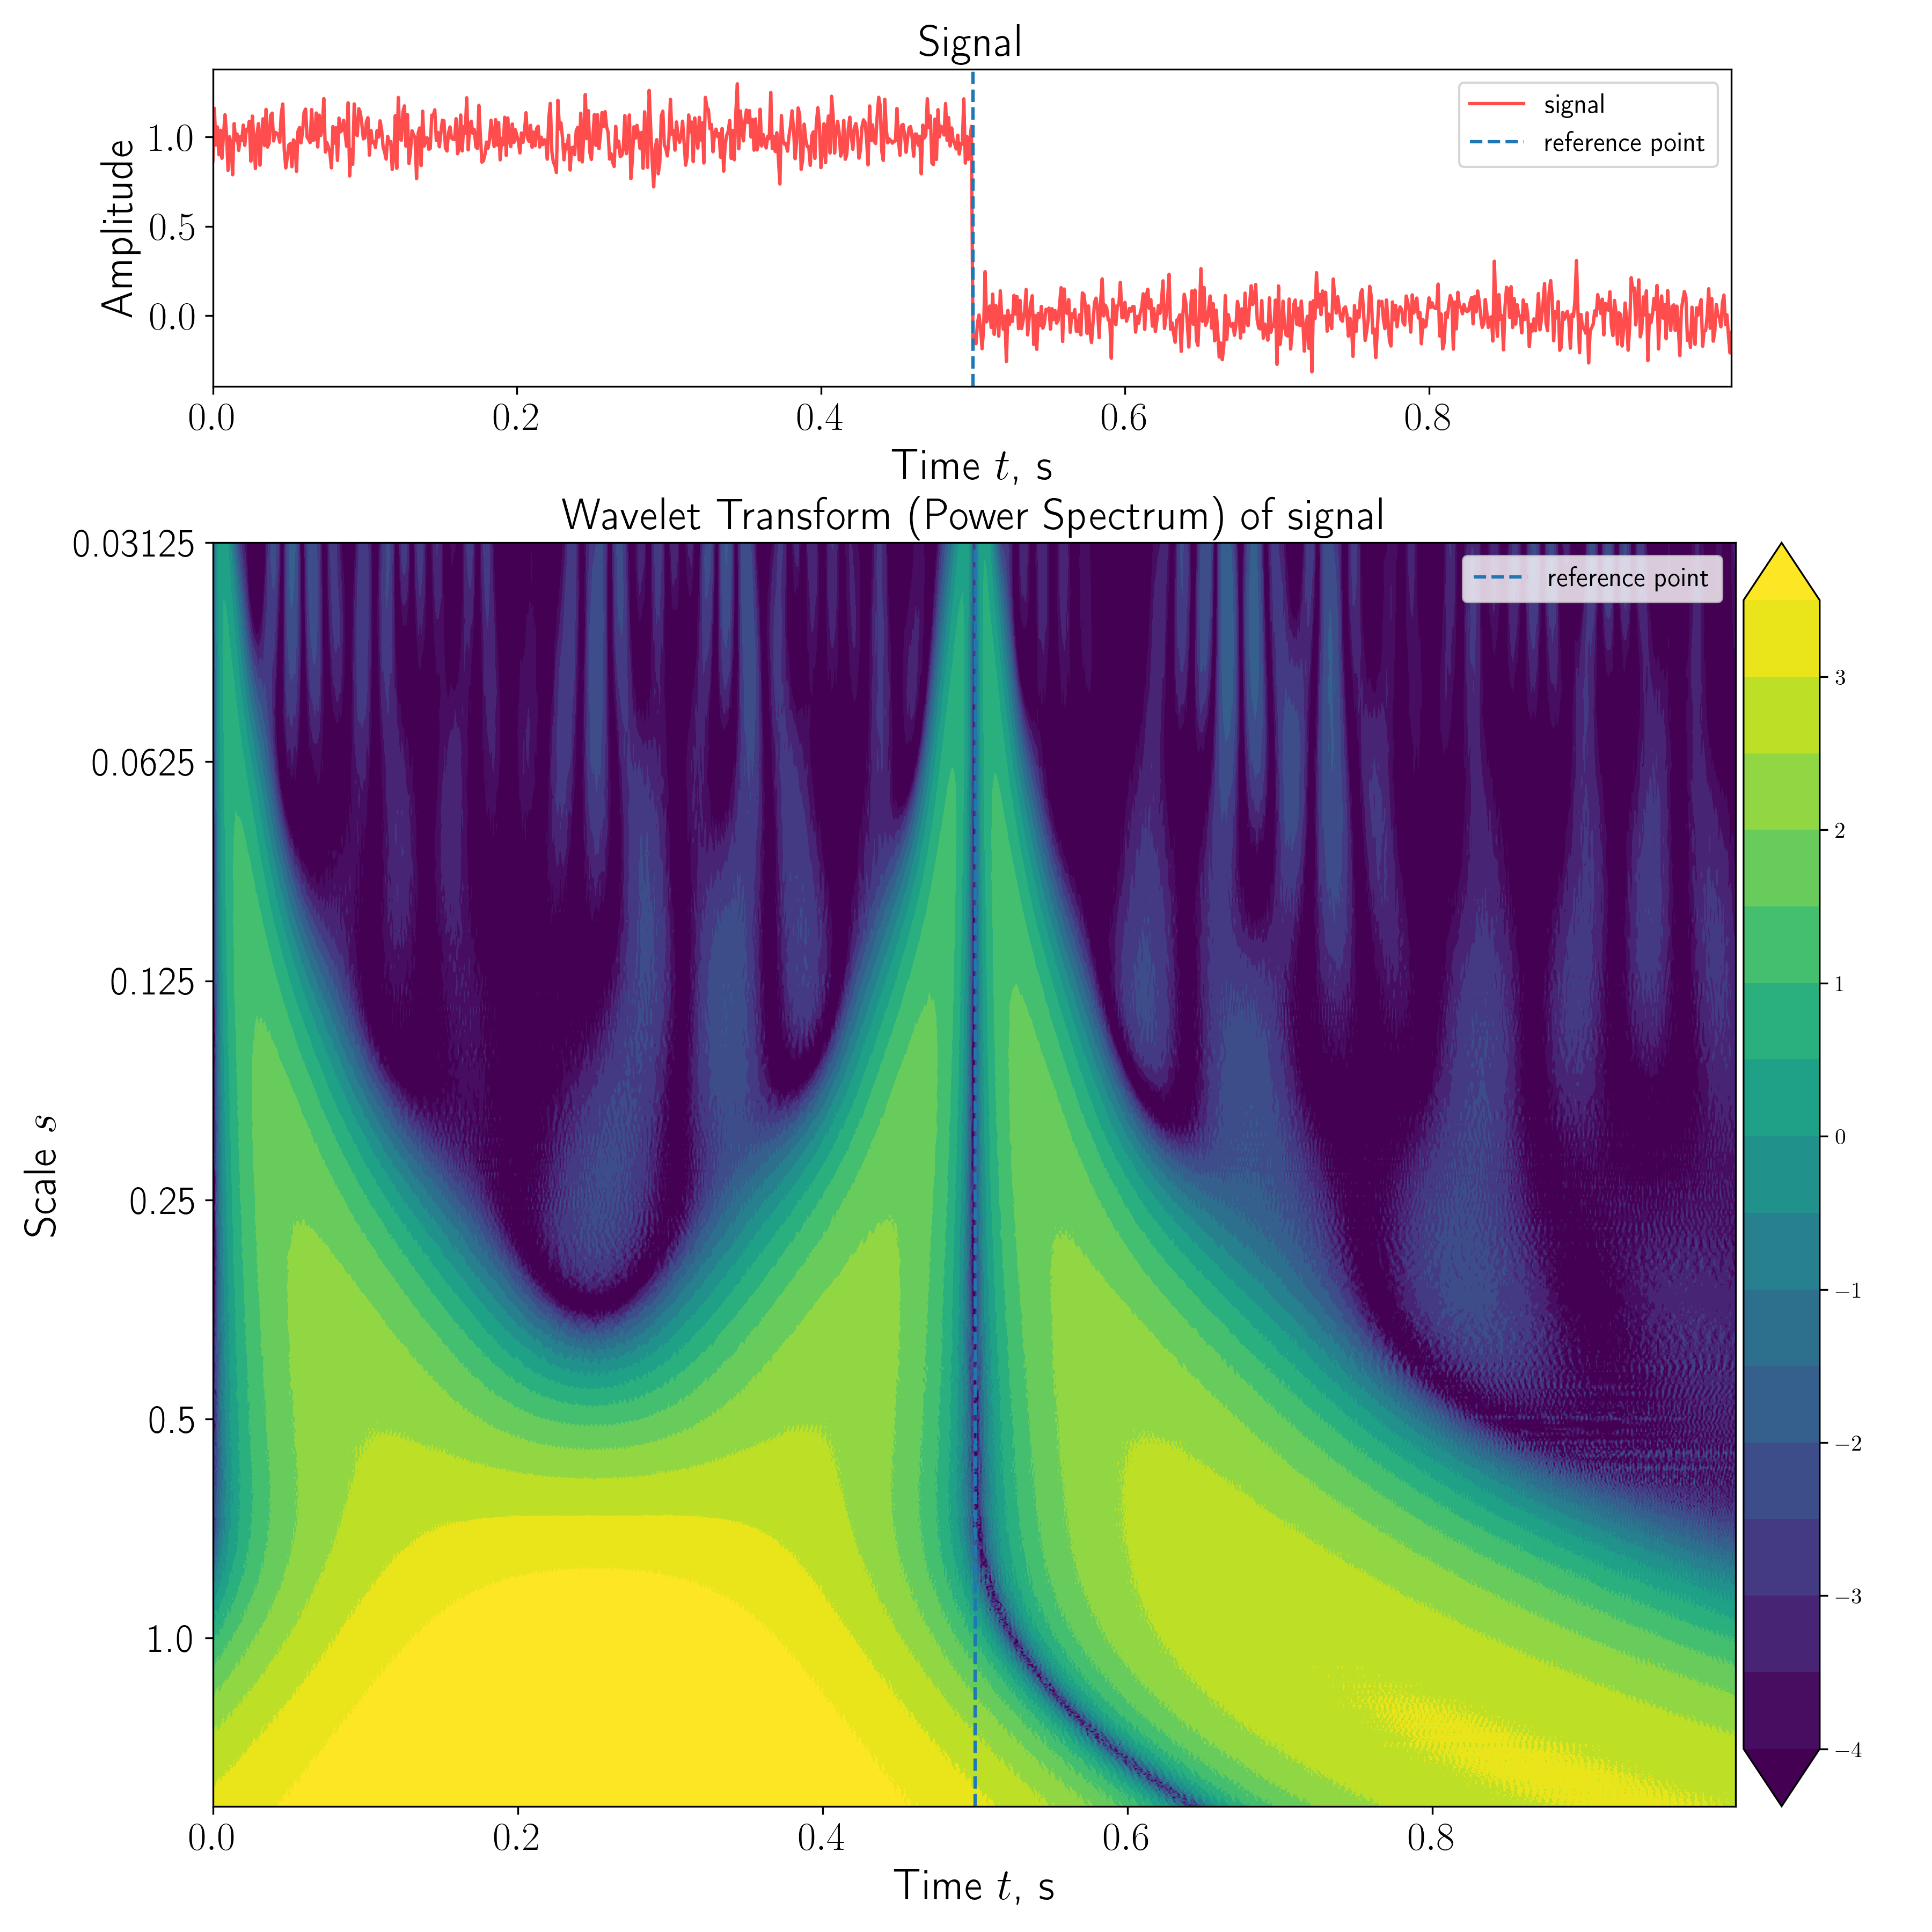 Signal
Amplitude
1.0
0.5
0.0
signal
reference point
0.0 0.2 0.4 0.6 0.8
Time t, s
Wavelet Transform (Power Spectrum) of signal
Scale s
0.03125
0.0625
0.125
0.25
0.5
1.0
reference point
3
2
1
0
−1
−2
−3
−4
0.0 0.2 0.4 0.6 0.8
Time t, s